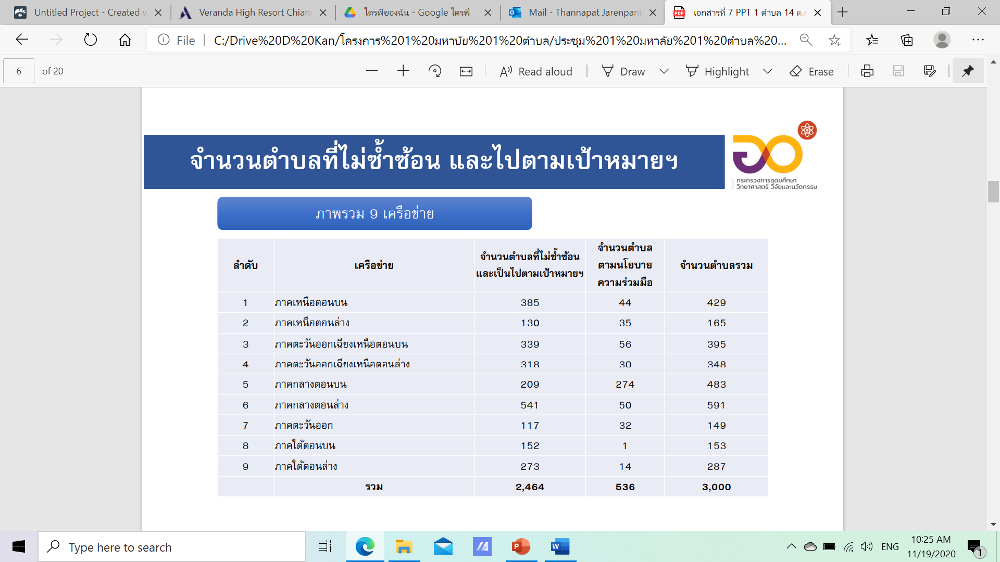 Untitled Project - Created w
Veranda High Resort Chiang
ไดรฟ์ของฉัน - Google ไดรฟ์
Mail - Thannapat Jarenpani
เอกสารที่ 7 PPT 1 ตำบล 14 ต.ค
File
C:/Drive%20D%20Kan/โครงการ%201%20มหาบัย%201%20ตำบล/ประชุม%201%20มหาลัย%201%20ตำบล%20...
6 of 20
Read aloud
Draw
Highlight
Erase
จำนวนตำบลที่ไม่ซ้ำซ้อน และไปตามเป้าหมายฯ
กระทรวงการอุดมศึกษา
วิทยาศาสตร์ วิจัยและนวัตกรรม
ภาพรวม 9 เครือข่าย
ลำดับ เครือข่าย จำนวนตำบลที่ไม่ซ้ำซ้อน และเป็นไปตามเป้าหมายฯ จำนวนตำบล ตามนโยบาย ความร่วมมือ จำนวนตำบลรวม
1 ภาคเหนือตอนบน 385 44 429
2 ภาคเหนือตอนล่าง 130 35 165
3 ภาคตะวันออกเฉียงเหนือตอนบน 339 56 395
4 ภาคตะวันออกเฉียงเหนือตอนล่าง 318 30 348
5 ภาคกลางตอนบน 209 274 483
6 ภาคกลางตอนล่าง 541 50 591
7 ภาคตะวันออก 117 32 149
8 ภาคใต้ตอนบน 152 1 153
9 ภาคใต้ตอนล่าง 273 14 287
รวม 2,464 536 3,000
Type here to search
ENG
10:25 AM
11/19/2020
1